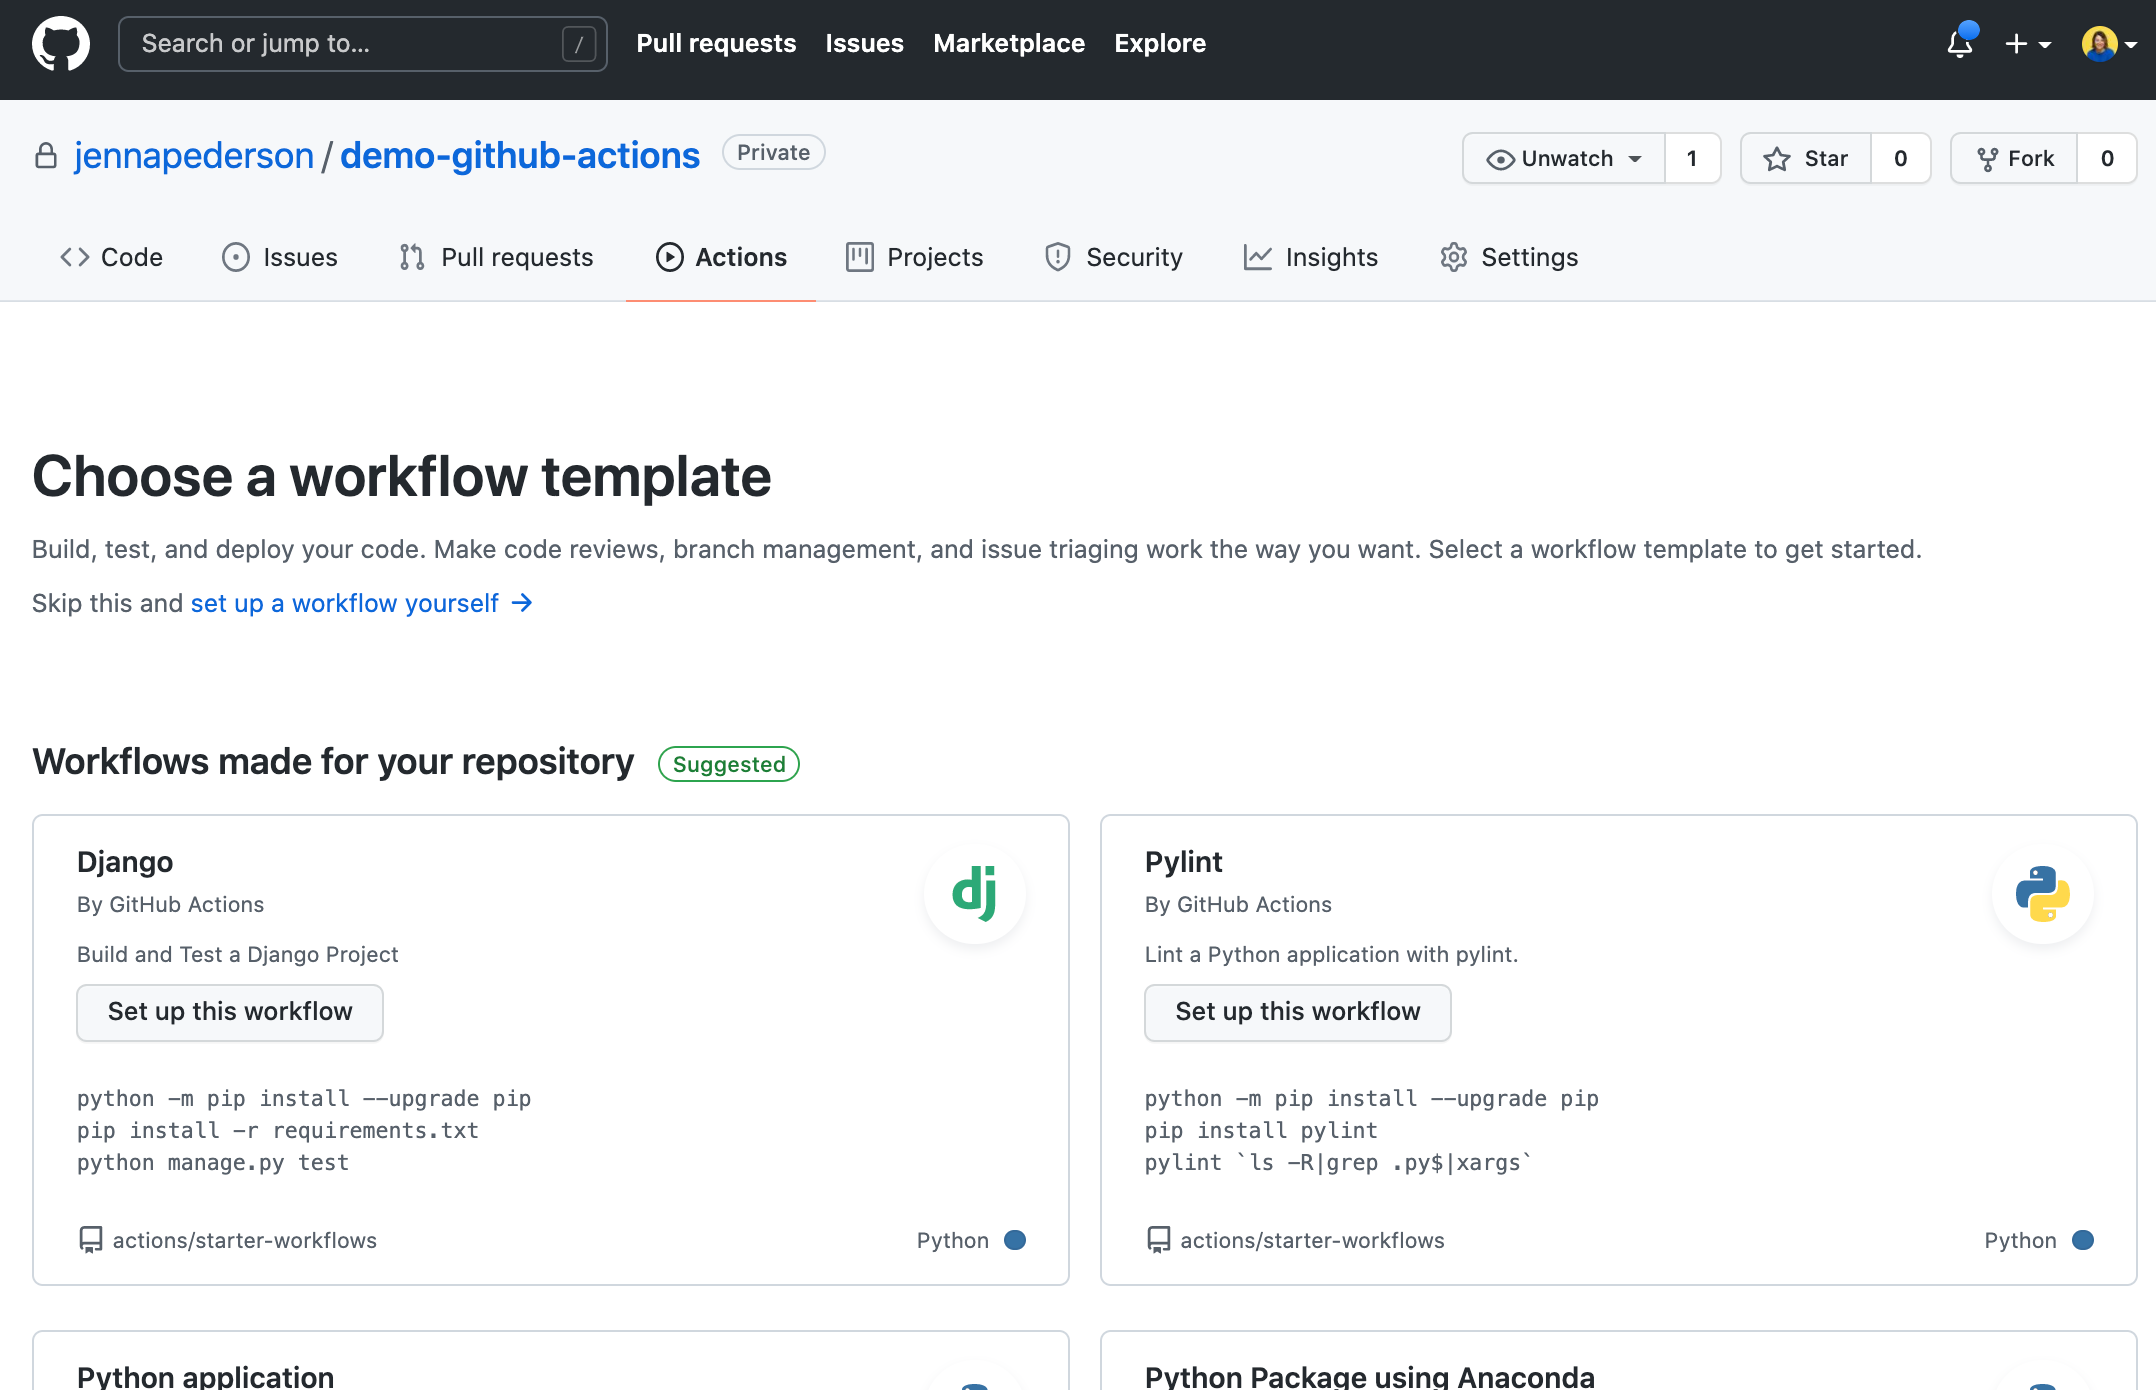 Search or jump to... /
Pull requests Issues Marketplace Explore
jennapederson / demo-github-actions Private
Unwatch 1 Star 0 Fork 0
Code Issues Pull requests Actions Projects Security Insights Settings
Choose a workflow template
Build, test, and deploy your code. Make code reviews, branch management, and issue triaging work the way you want. Select a workflow template to get started.
Skip this and set up a workflow yourself →
Workflows made for your repository Suggested
Django
By GitHub Actions
dj
Build and Test a Django Project
Set up this workflow
python -m pip install --upgrade pip
pip install -r requirements.txt
python manage.py test
actions/starter-workflows Python
Pylint
By GitHub Actions
Lint a Python application with pylint.
Set up this workflow
python -m pip install --upgrade pip
pip install pylint
pylint `ls -R|grep .py$|xargs`
actions/starter-workflows Python
Python application
Python Package using Anaconda